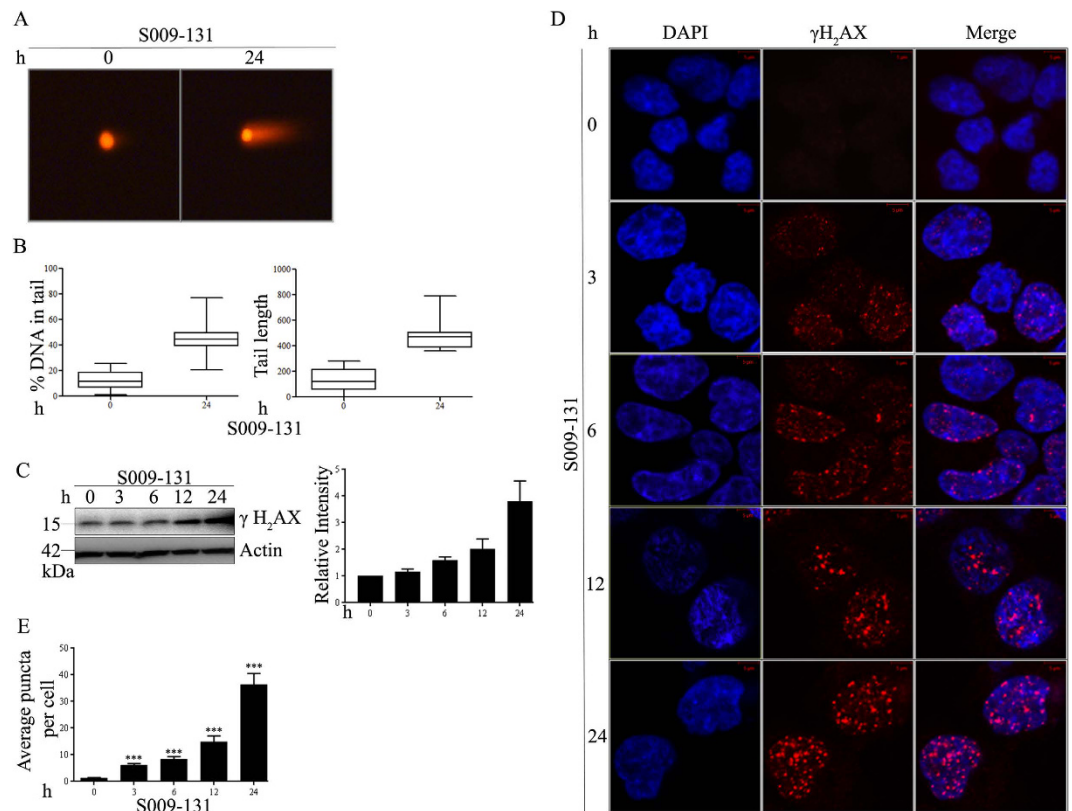 A
S009-131
h 0 24
B
% DNA in tail
100
80
60
40
20
0
h 0 24
Tail length
1000
800
600
400
200
0
0 24
S009-131
C
S009-131
h 0 3 6 12 24
15 γ H₂AX
42 Actin
kDa
Relative Intensity
5
4
3
2
1
0
h 0 3 6 12 24
E
Average puncta
per cell
50
40
30
20
10
0
*** *** *** ***
h 0 3 6 12 24
S009-131
D
h DAPI γH₂AX Merge
S009-131
0
3
6
12
24